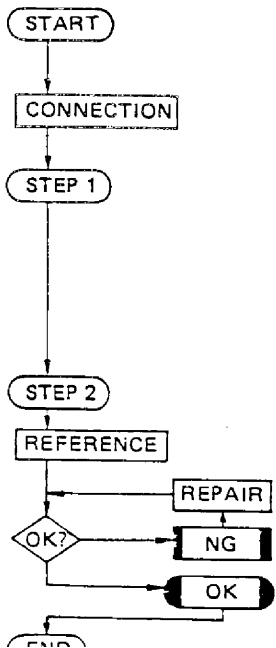 START
CONNECTION
STEP 1
STEP 2
REFERENCE
REPAIR
OK?
NG
OK
END